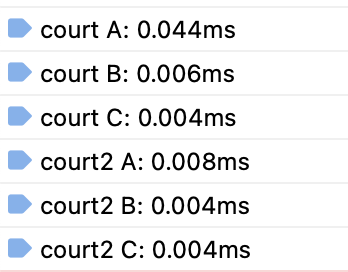 court A: 0.044ms
court B: 0.006ms
court C: 0.004ms
court2 A: 0.008ms
court2 B: 0.004ms
court2 C: 0.004ms